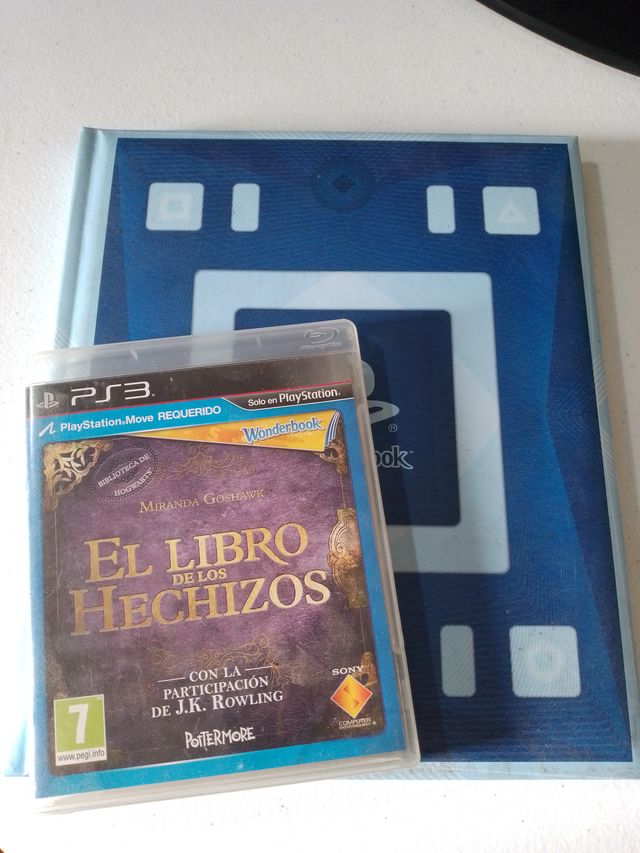 PS3
Solo en PlayStation®
PlayStation®Move REQUERIDO
Wonderbook
BIBLIOTECA DE
HOGWARTS
MIRANDA GOSHAWK
EL LIBRO
DE LOS
HECHIZOS
CON LA
PARTICIPACIÓN
DE J.K. ROWLING
POTTERMORE
7
www.pegi.info
SONY
COMPUTER
ENTERTAINMENT
®
ook